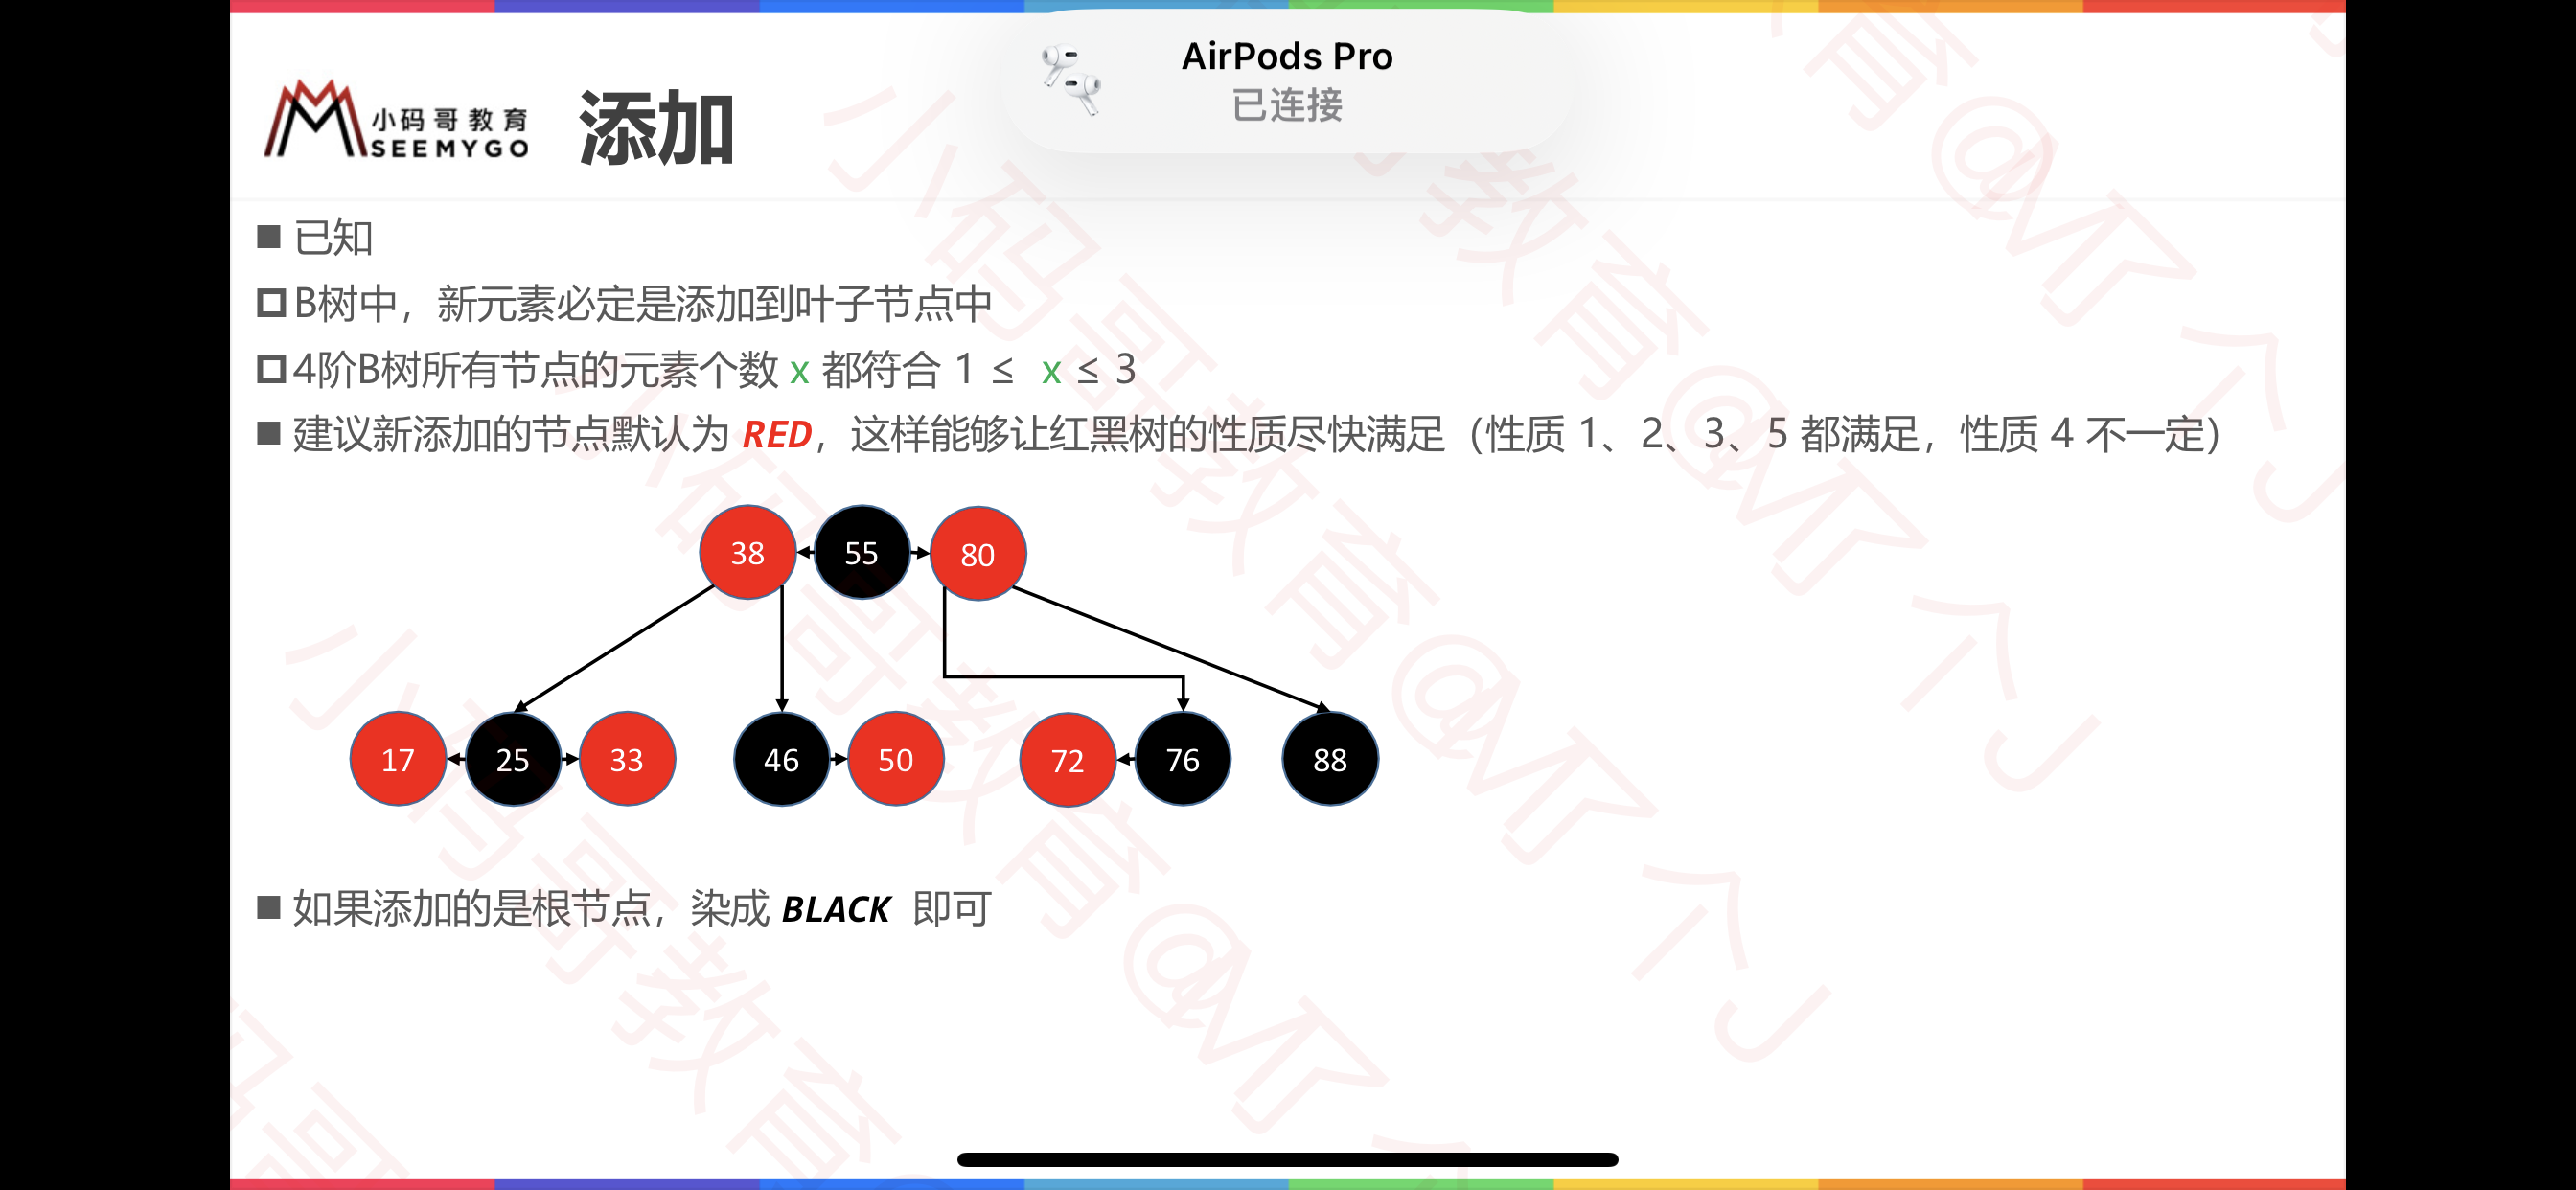 AirPods Pro
已连接
小码哥教育
SEEMYGO
添加
■ 已知
B树中，新元素必定是添加到叶子节点中
4阶B树所有节点的元素个数 x 都符合 1 ≤ x ≤ 3
■ 建议新添加的节点默认为 RED，这样能够让红黑树的性质尽快满足（性质 1、2、3、5 都满足，性质 4 不一定）
38 55 80
17 25 33 46 50 72 76 88
■ 如果添加的是根节点，染成 BLACK 即可
小码哥教育@M了个J